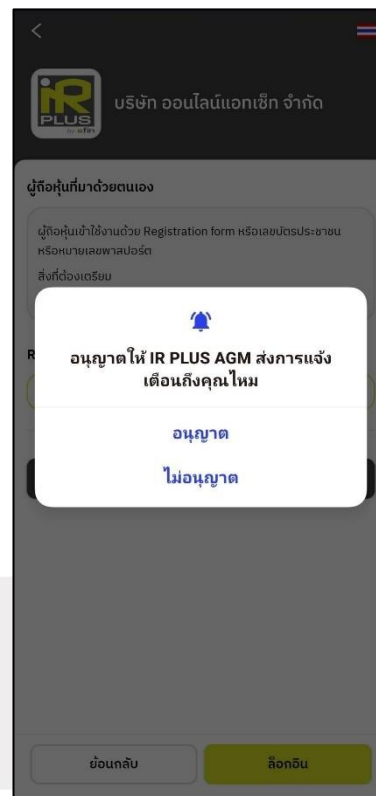 iR
PLUS
by efin
บริษัท ออนไลน์แอทเซ็ท จำกัด
ผู้ถือหุ้นที่มาด้วยตนเอง
ผู้ถือหุ้นเข้าใช้งานด้วย Registration form หรือเลขบัตรประชาชน
หรือหมายเลขพาสปอร์ต
สิ่งที่ต้องเตรียม
R
อนุญาตให้ IR PLUS AGM ส่งการแจ้ง
เตือนถึงคุณไหม
อนุญาต
ไม่อนุญาต
ย้อนกลับ
ล็อกอิน